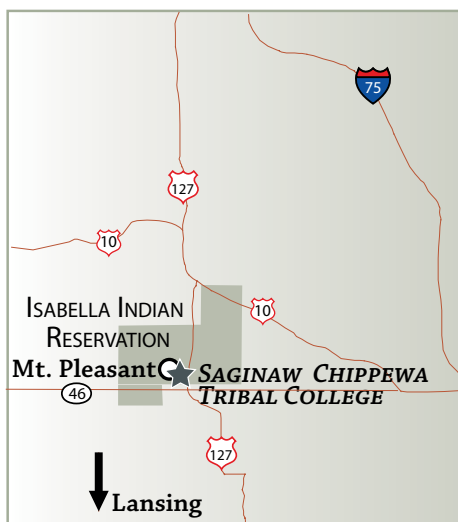 75
127
10
10
ISABELLA INDIAN
RESERVATION
Mt. Pleasant
SAGINAW CHIPPEWA
TRIBAL COLLEGE
46
127
Lansing